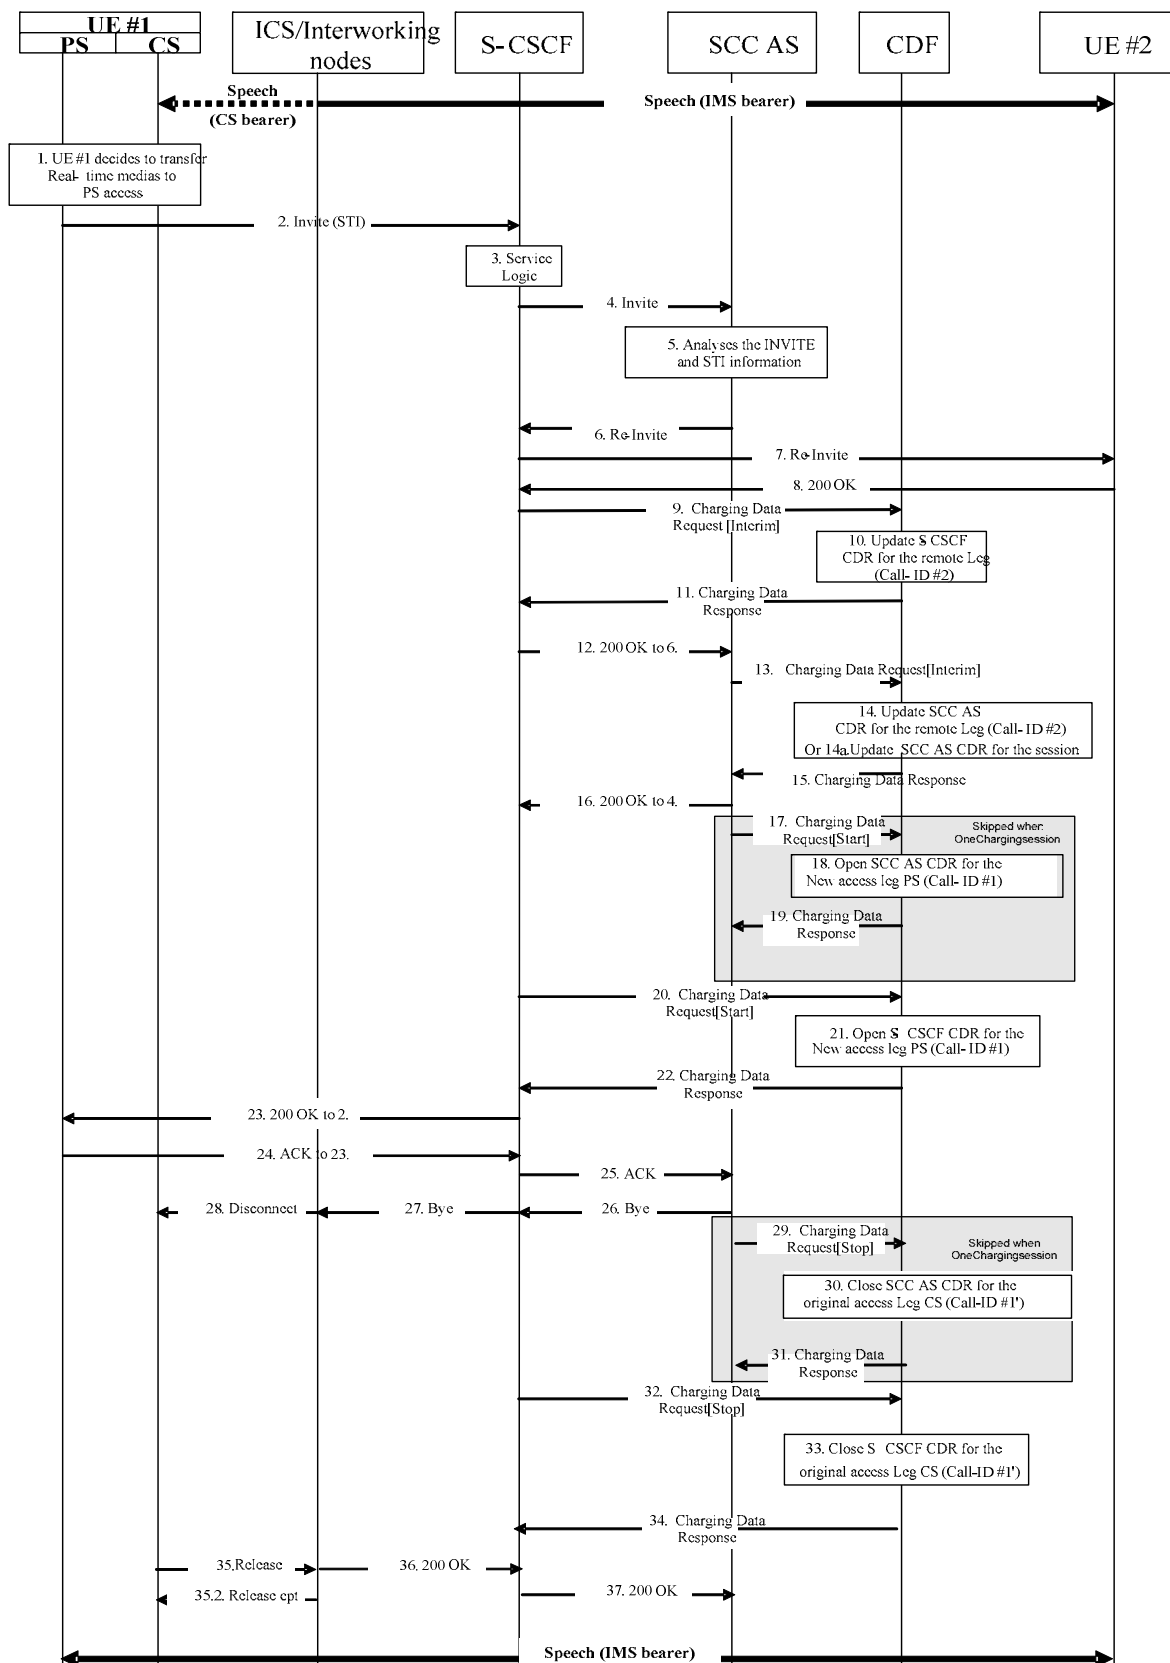 UE #1
PS
CS
ICS/Interworking
nodes
S-CSCF
SCC AS
CDF
UE #2
Speech
(CS bearer)
Speech (IMS bearer)
1. UE #1 decides to transfer
Real- time medias to
PS access
2. Invite (STI)
3. Service
Logic
4. Invite
5. Analyses the INVITE
and STI information
6. Re-Invite
7. Re-Invite
8. 200 OK
9. Charging Data
Request [Interim]
10. Update S CSCF
CDR for the remote Leg
(Call- ID #2)
11. Charging Data
Response
12. 200 OK to 6.
13. Charging Data Request[Interim]
14. Update SCC AS
CDR for the remote Leg (Call- ID #2)
Or 14a.Update SCC AS CDR for the session
15. Charging Data Response
16. 200 OK to 4.
17. Charging Data
Request[Start]
Skipped when:
OneChargingsession
18. Open SCC AS CDR for the
New access leg PS (Call- ID #1)
19. Charging Data
Response
20. Charging Data
Request[Start]
21. Open S CSCF CDR for the
New access leg PS (Call- ID #1)
22. Charging Data
Response
23. 200 OK to 2.
24. ACK to 23.
25. ACK
28. Disconnect
27. Bye
26. Bye
29. Charging Data
Request[Stop]
Skipped when
OneChargingsession
30. Close SCC AS CDR for the
original access Leg CS (Call-ID #1')
31. Charging Data
Response
32. Charging Data
Request[Stop]
33. Close S CSCF CDR for the
original access Leg CS (Call-ID #1')
34. Charging Data
Response
35.Release
36. 200 OK
35.2. Release cpt
37. 200 OK
Speech (IMS bearer)